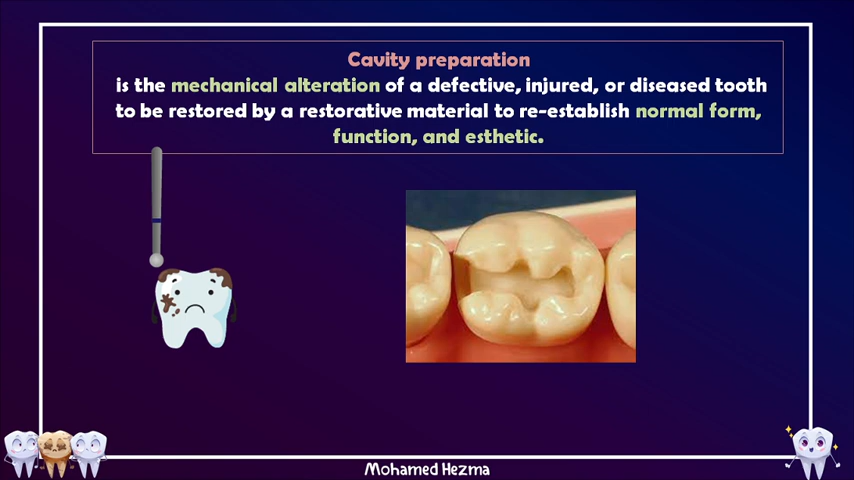 Cavity preparation
is the mechanical alteration of a defective, injured, or diseased tooth
to be restored by a restorative material to re-establish normal form,
function, and esthetic.
Mohamed Hezma